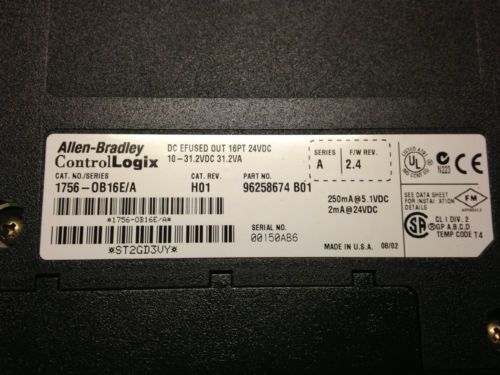 Allen-Bradley
ControlLogix
DC EFUSED OUT 16PT 24VDC
10-31.2VDC 31.2VA
SERIES
A
F/W REV.
2.4
CAT. NO./SERIES
1756-OB16E/A
CAT. REV.
H01
PART NO.
96258674 B01
250mA@5.1VDC
2mA@24VDC
*1756-OB16E/A*
*ST2GD3VY*
SERIAL NO.
00150AB6
MADE IN U.S.A. 08/02
UL
N223
SEE DATA SHEET
FOR INSTALLATION
DETAILS
FM
APPROVED
CL I DIV. 2
GP A,B,C,D
TEMP CODE T4